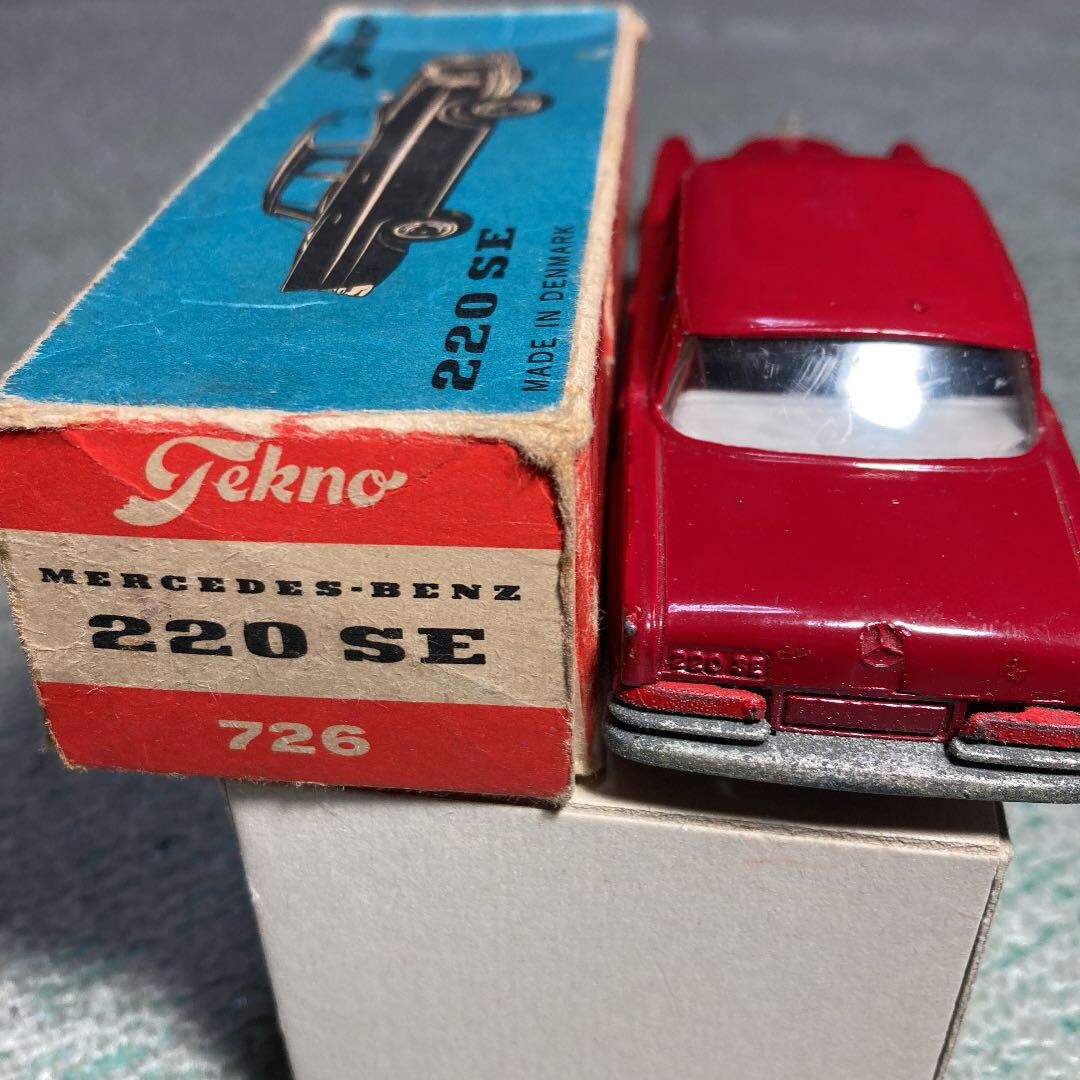 220 SE
MADE IN DENMARK
Tekno
MERCEDES-BENZ
220 SE
726
220 SE